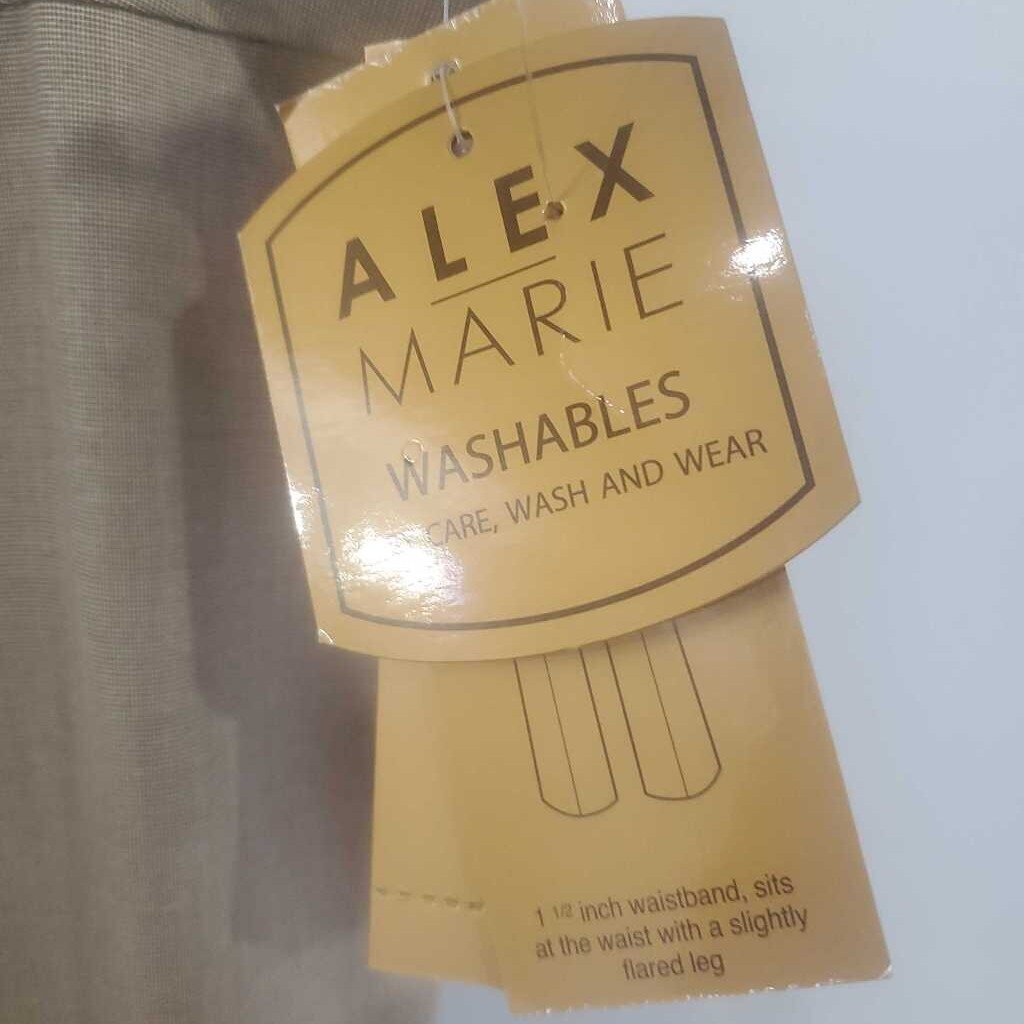 ALEX
MARIE
WASHABLES
CARE, WASH AND WEAR
1 1/2 inch waistband, sits
at the waist with a slightly
flared leg